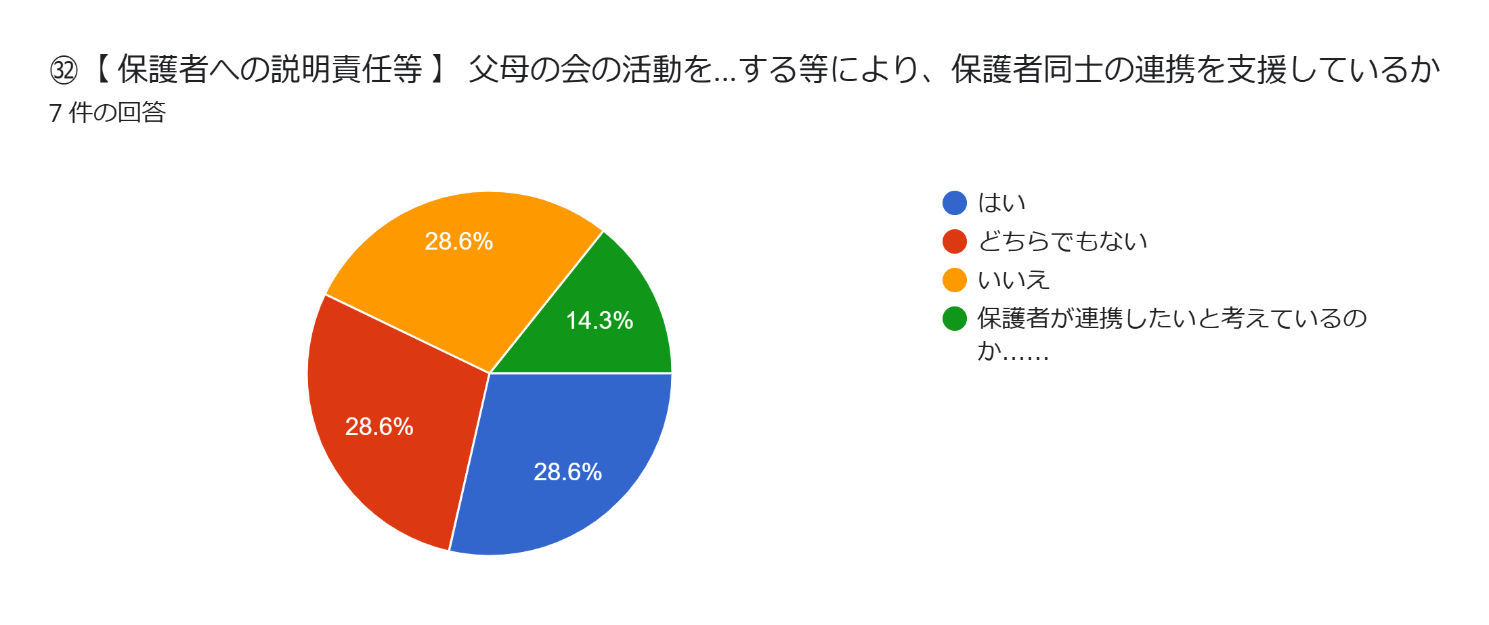 ㉜【 保護者への説明責任等 】 父母の会の活動を...する等により、保護者同士の連携を支援しているか
7 件の回答
はい
どちらでもない
いいえ
保護者が連携したいと考えているの
か……
28.6%
14.3%
28.6%
28.6%